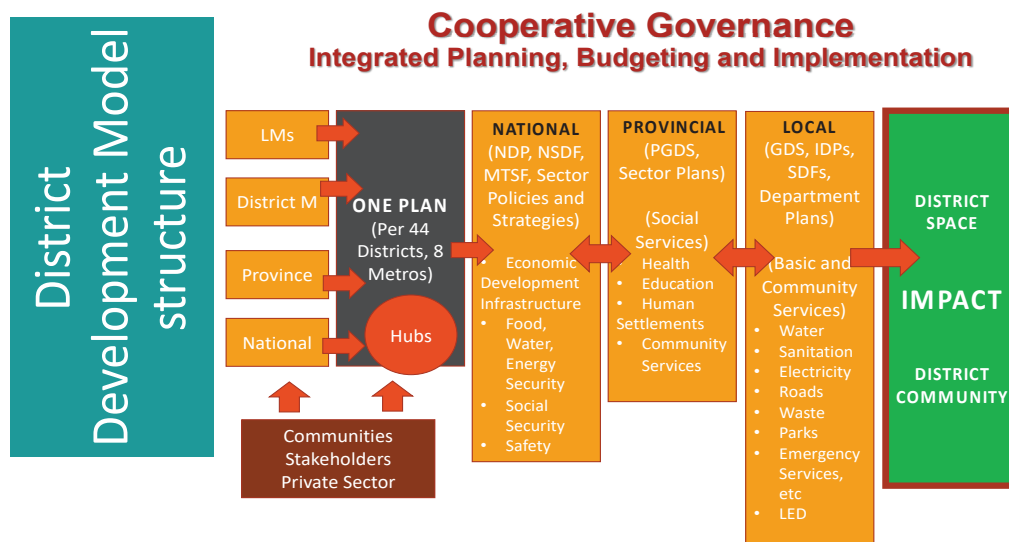 District
Development Model
structure
Cooperative Governance
Integrated Planning, Budgeting and Implementation
LMs
District M
Province
National
ONE PLAN
(Per 44
Districts, 8
Metros)
Hubs
Communities
Stakeholders
Private Sector
NATIONAL
(NDP, NSDF,
MTSF, Sector
Policies and
Strategies)
• Economic
Development
Infrastructure
• Food,
Water,
Energy
Security
• Social
Security
• Safety
PROVINCIAL
(PGDS,
Sector Plans)
(Social
Services)
Health
• Education
• Human
Settlements
• Community
Services
LOCAL
(GDS, IDPs,
SDFs,
Department
Plans)
(Basic and
Community
Services)
• Water
• Sanitation
• Electricity
• Roads
• Waste
• Parks
• Emergency
Services,
etc
• LED
DISTRICT
SPACE
IMPACT
DISTRICT
COMMUNITY